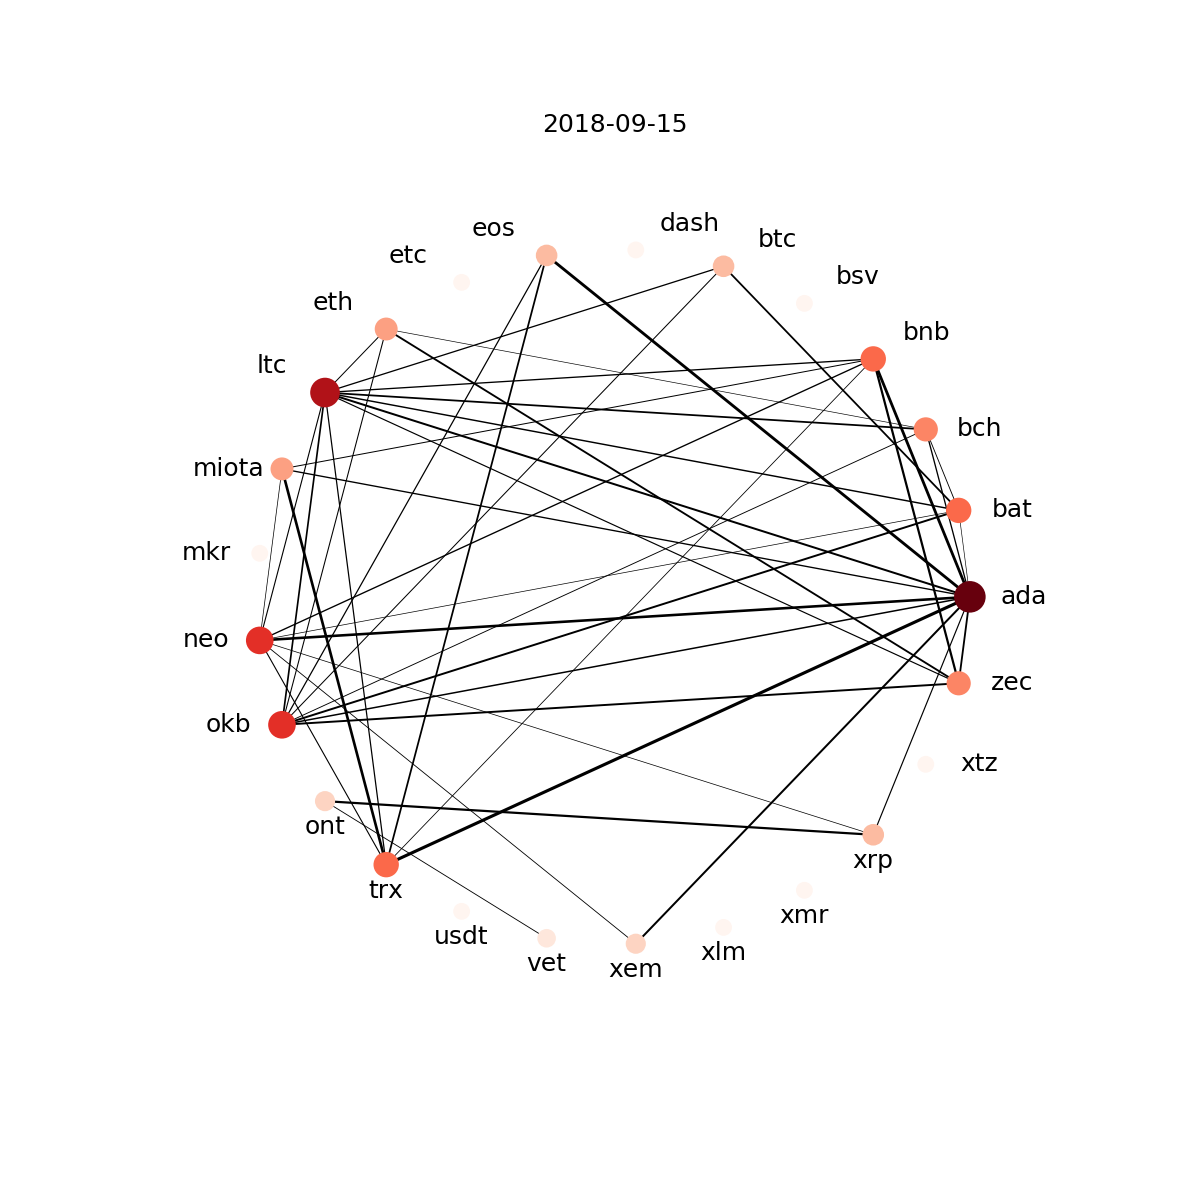 2018-09-15
dash
eos
btc
etc
bsv
eth
bnb
ltc
bch
miota
bat
mkr
ada
neo
zec
okb
xtz
ont
xrp
trx
xmr
usdt
xlm
vet
xem